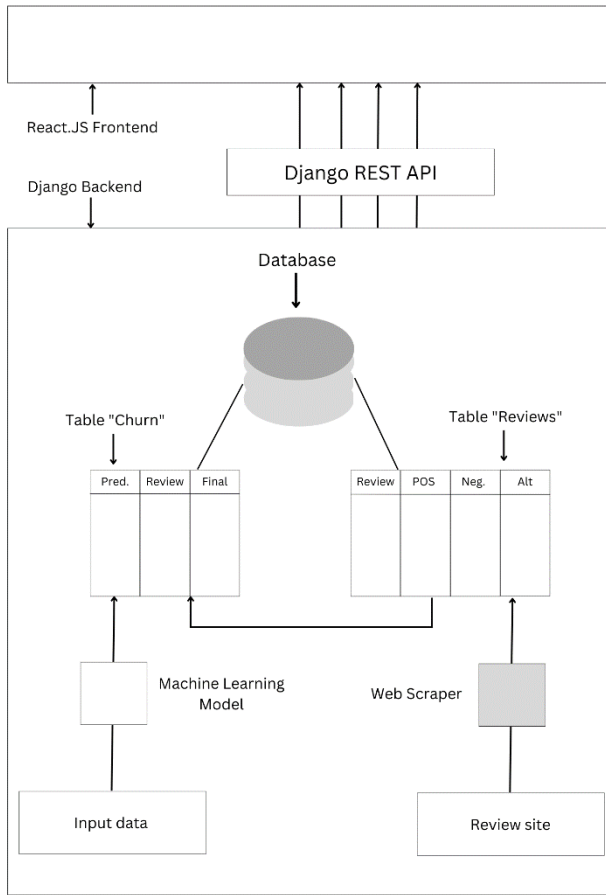 React.JS Frontend
Django REST API
Django Backend
Database
Table "Churn"
Table "Reviews"
Pred. Review Final
Review POS Neg. Alt
Machine Learning
Model
Web Scraper
Input data
Review site